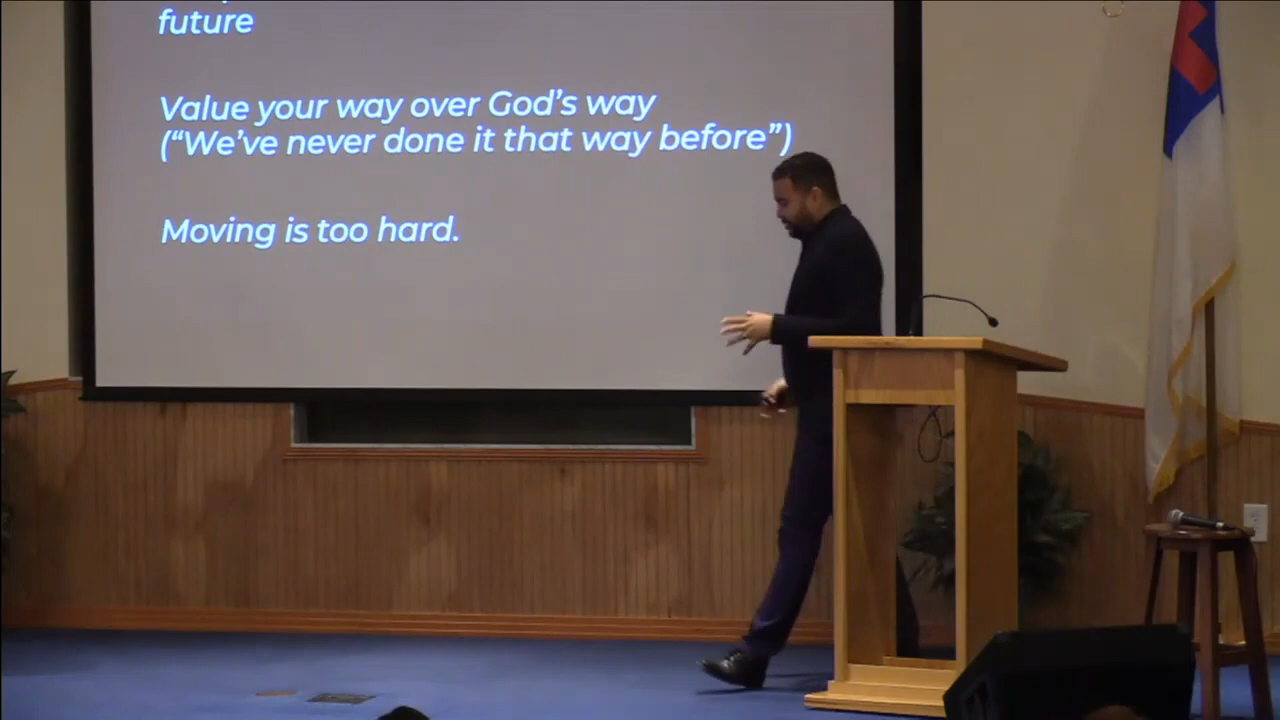 future
Value your way over God’s way
(“We’ve never done it that way before”)
Moving is too hard.